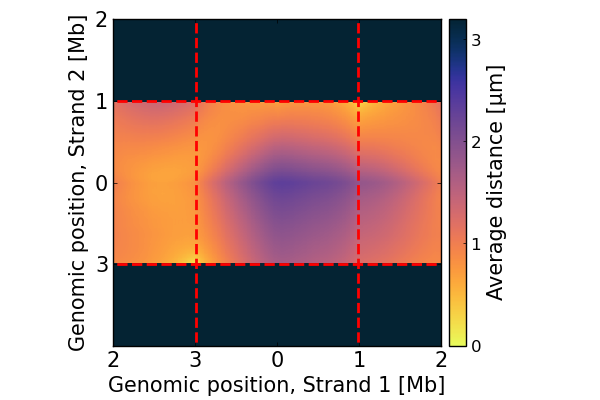 2
1
0
3
Genomic position, Strand 2 [Mb]
2 3 0 1 2
Genomic position, Strand 1 [Mb]
3
2
1
0
Average distance [μm]